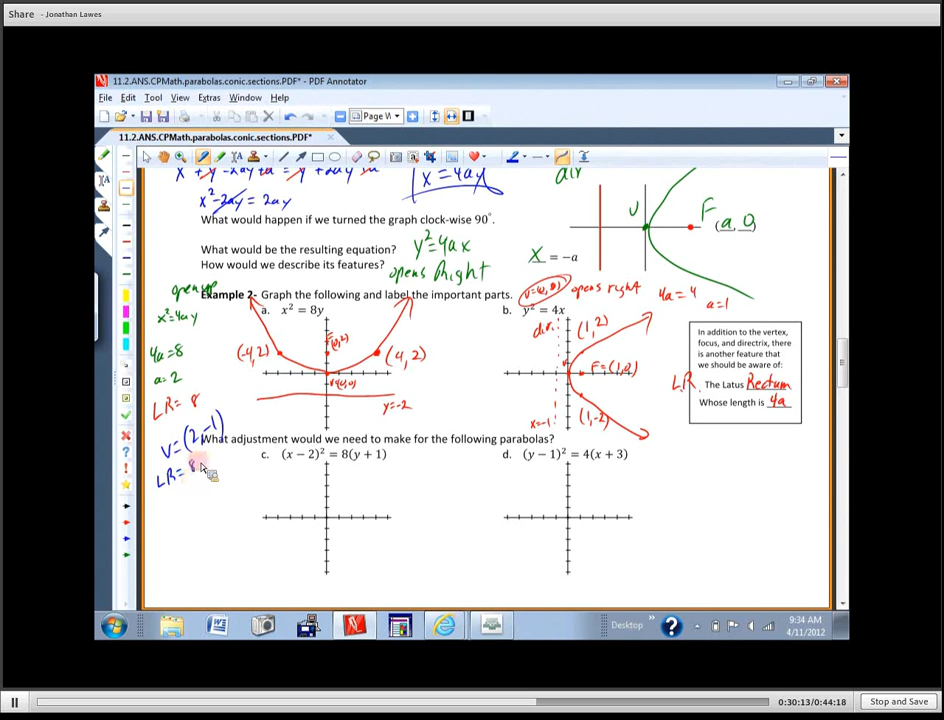 Share - Jonathan Lawes
11.2.ANS.CPMath.parabolas.conic.sections.PDF* - PDF Annotator
File Edit Tool View Extras Window Help
Page W
11.2.ANS.CPMath.parabolas.conic.sections.PDF*
x = 4ay
x² - 2ay = 2ay
What would happen if we turned the graph clock-wise 90°.
V
F
(a, 0)
What would be the resulting equation?
y² = 4ax
x = -a
How would we describe its features?
opens Right
Example 2- Graph the following and label the important parts.
V=(0,0)
opens right
4a = 4
a=1
a. x² = 8y
b. y² = 4x
x²=4ay
dir.
(1,2)
(0,2)
4a=8
(-4,2)
(4,2)
F=(1,0)
a=2
V(0,0)
LR= 8
y=-2
x=-1
(1,-2)
In addition to the vertex,
focus, and directrix, there
is another feature that
we should be aware of:
LR. The Latus Rectum
Whose length is 4a
V=(2,-1)
What adjustment would we need to make for the following parabolas?
LR= 8
c. (x − 2)² = 8(y + 1)
d. (y − 1)² = 4(x + 3)
Desktop
9:34 AM
4/11/2012
0:30:13/0:44:18
Stop and Save